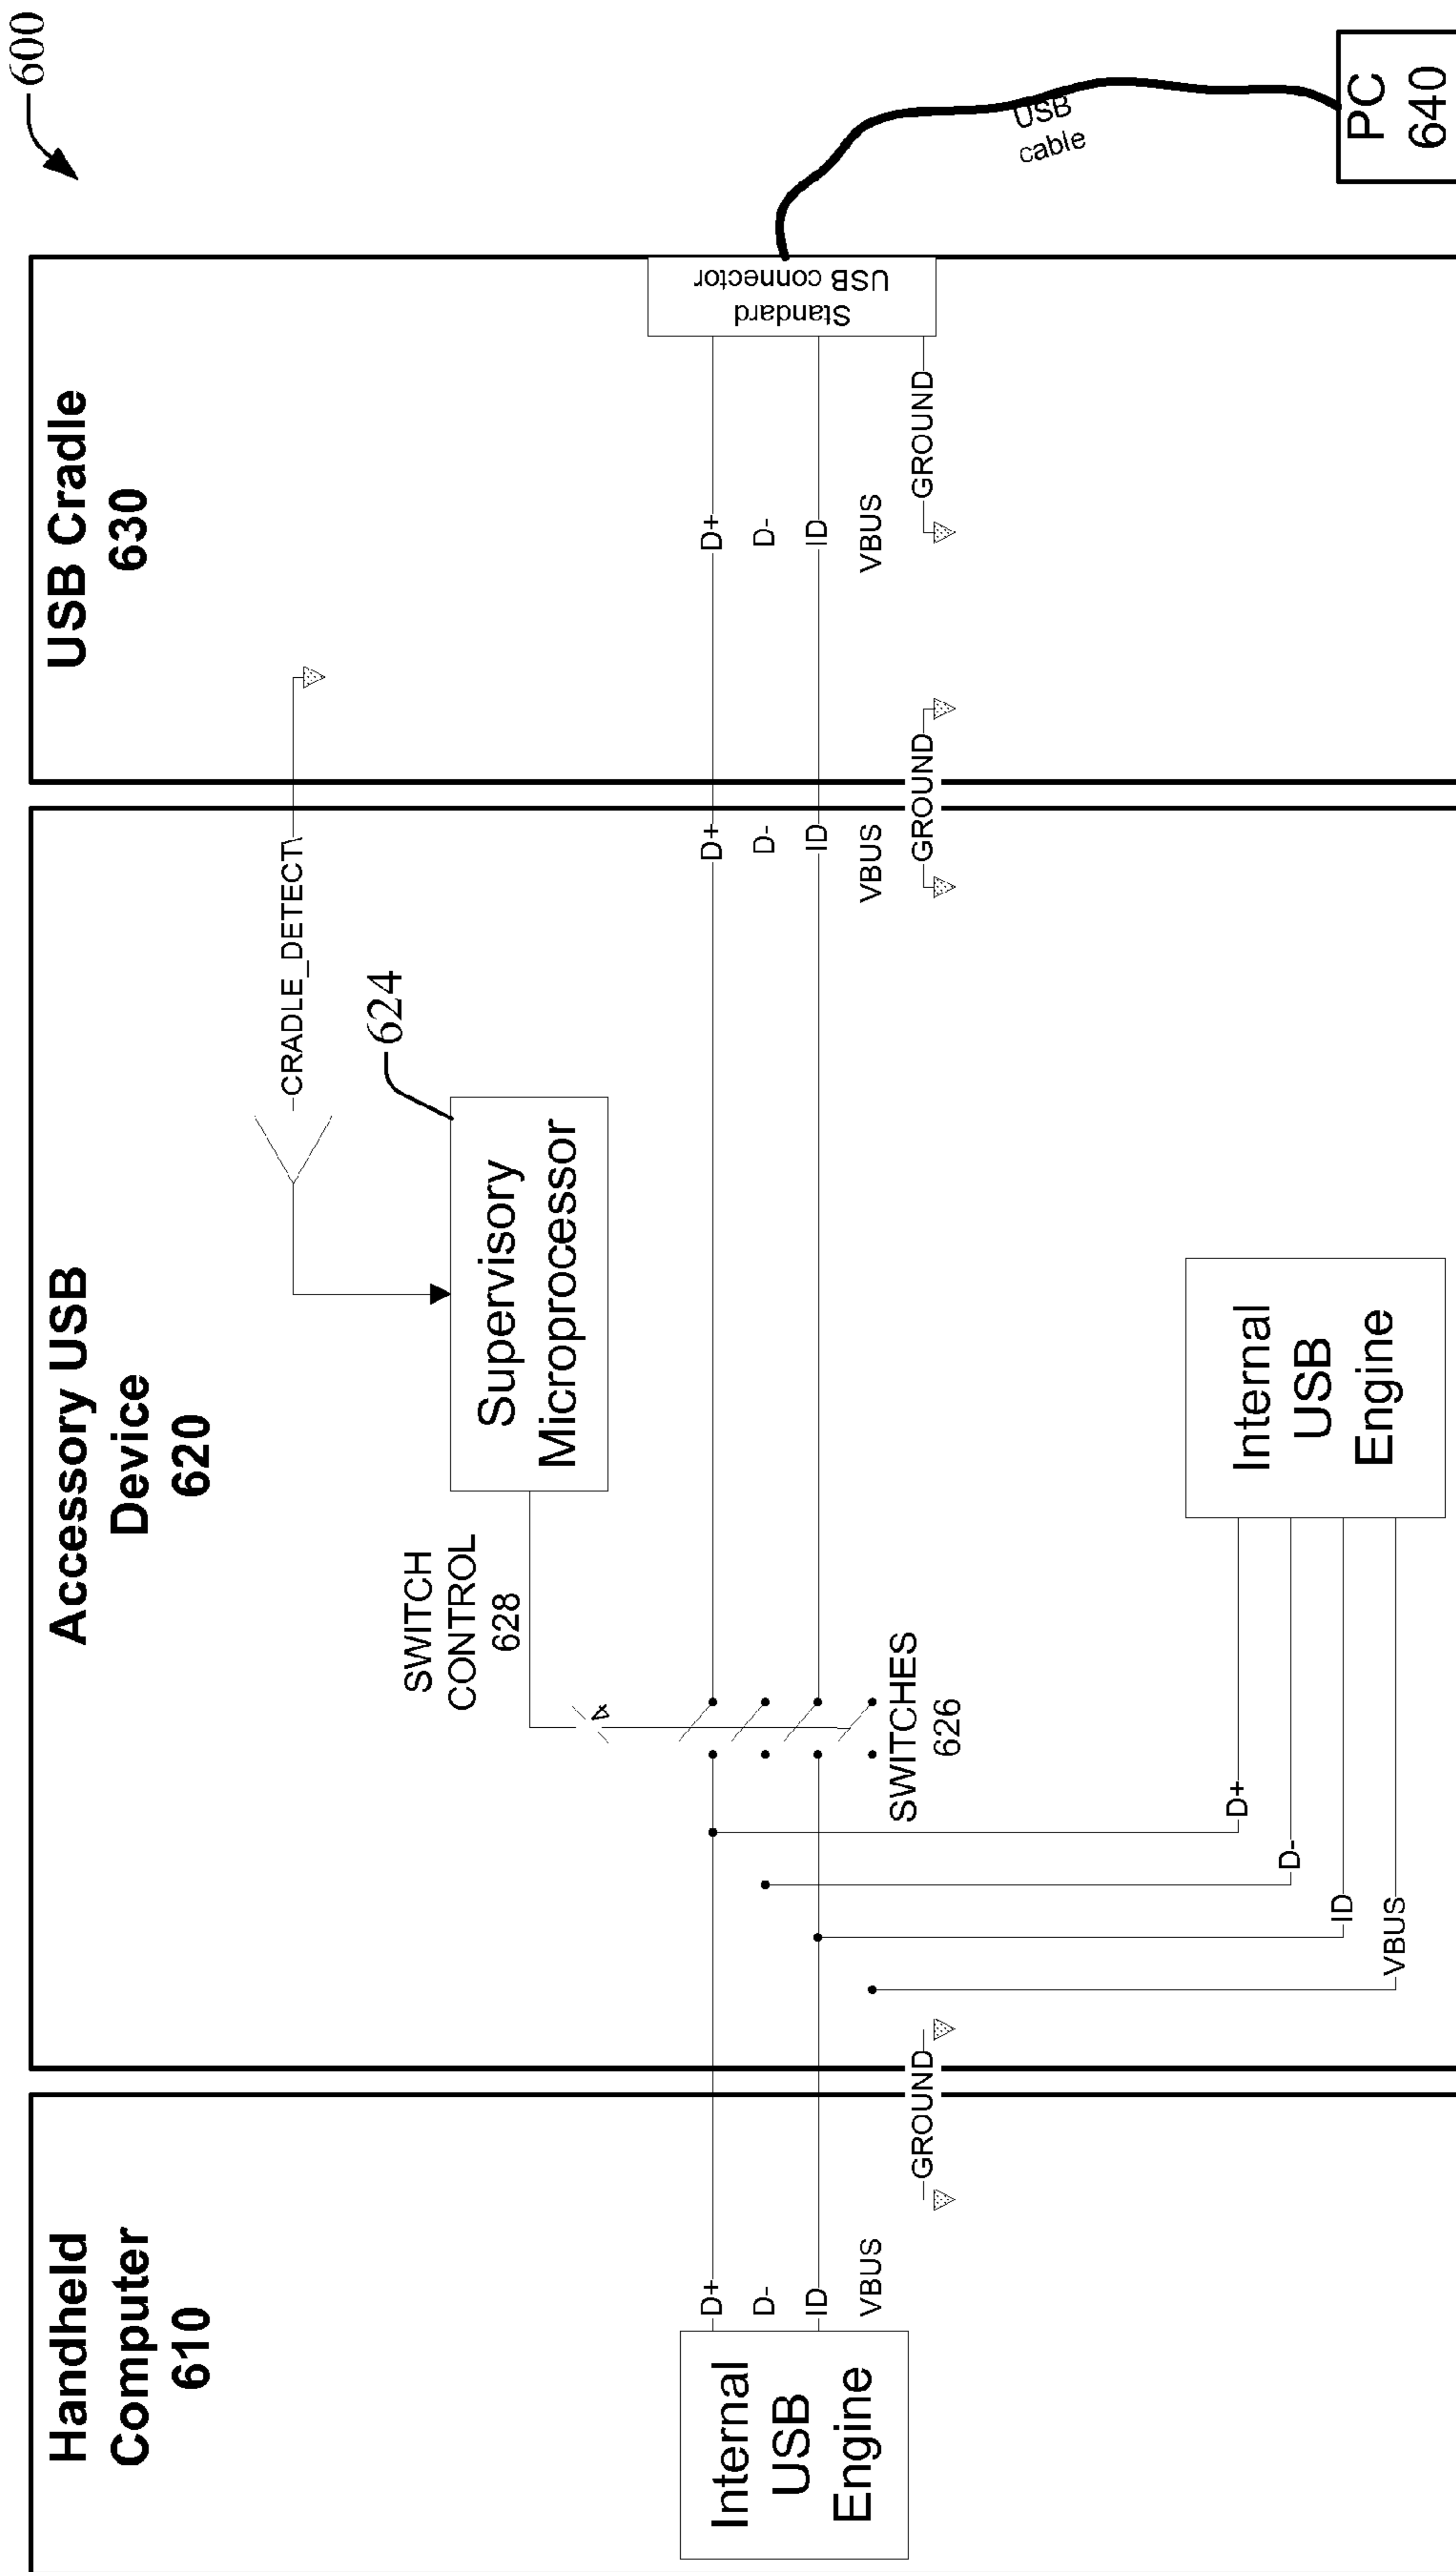 600
Handheld
Computer
610
Internal
USB
Engine
D+
D-
ID
VBUS
GROUND
Accessory USB
Device
620
CRADLE_DETECT\
624
Supervisory
Microprocessor
SWITCH
CONTROL
628
4
SWITCHES
626
D+
D-
ID
VBUS
Internal
USB
Engine
D+
D-
ID
VBUS
GROUND
USB Cradle
630
D+
D-
ID
VBUS
GROUND
Standard
USB connector
USB
cable
PC
640